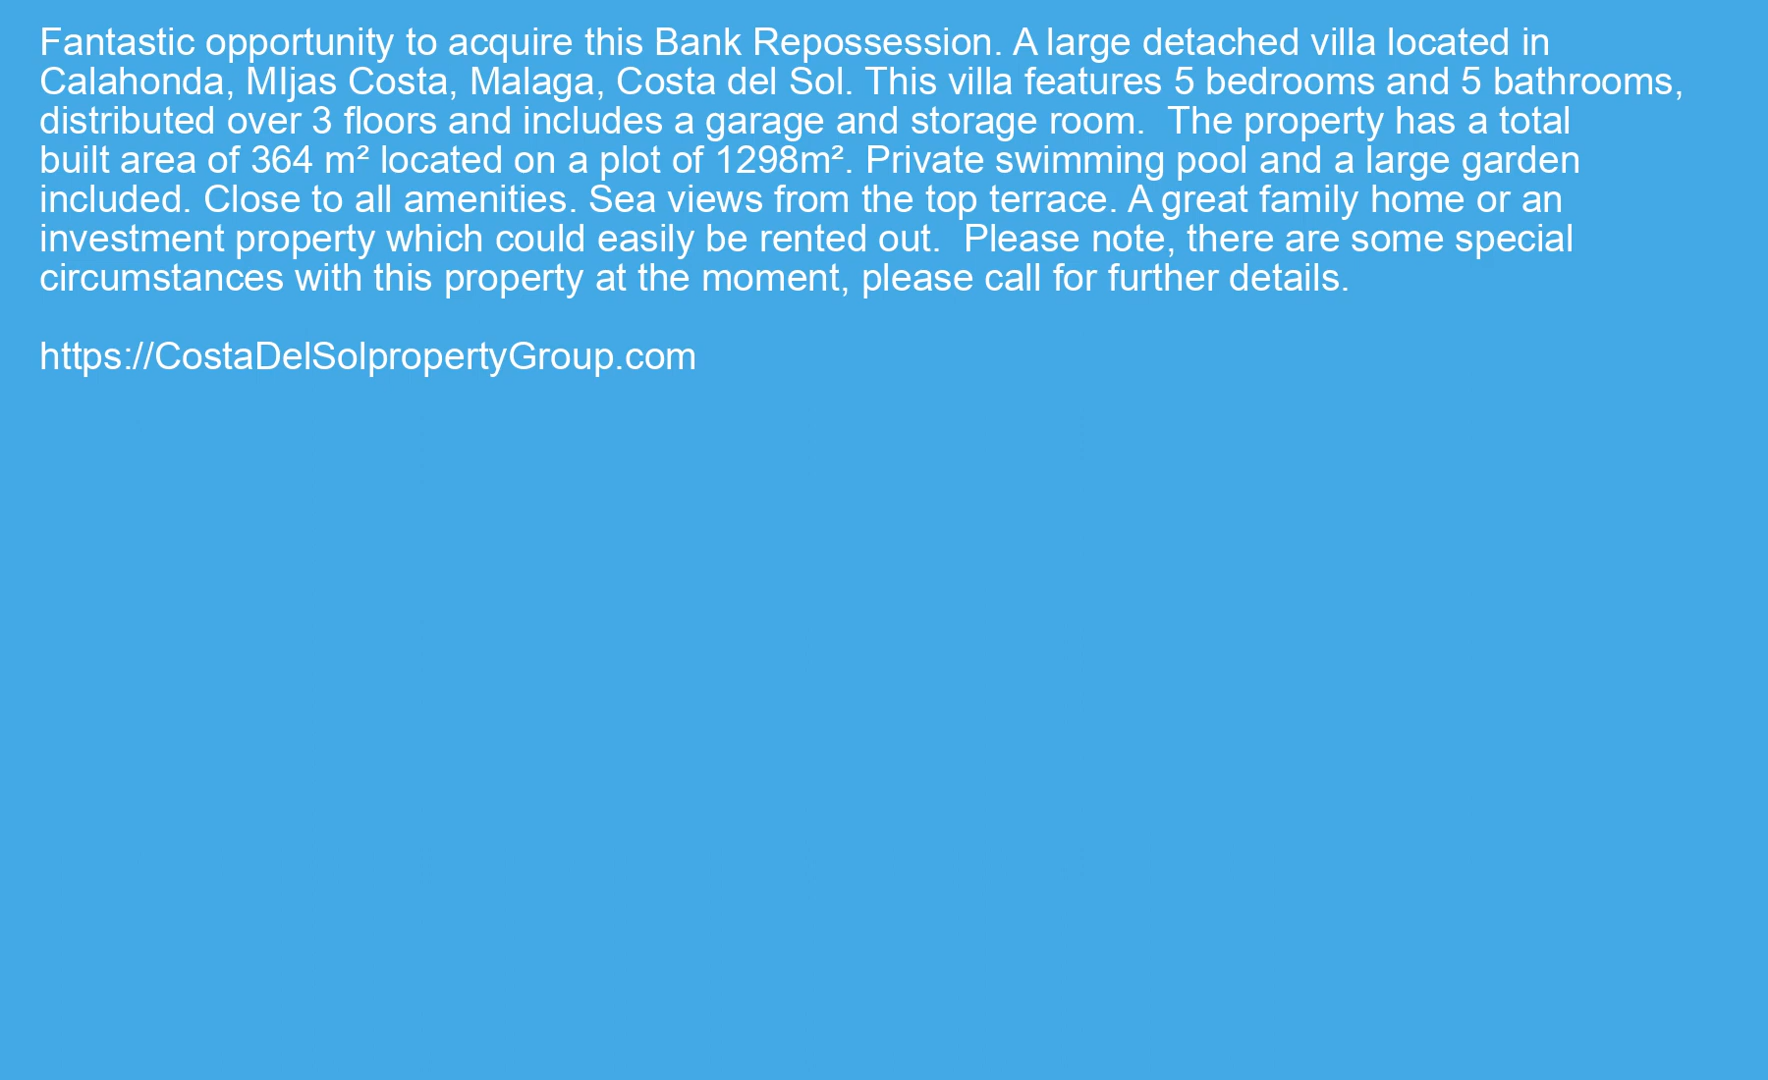 Fantastic opportunity to acquire this Bank Repossession. A large detached villa located in
Calahonda, MIjas Costa, Malaga, Costa del Sol. This villa features 5 bedrooms and 5 bathrooms,
distributed over 3 floors and includes a garage and storage room.  The property has a total
built area of 364 m² located on a plot of 1298m². Private swimming pool and a large garden
included. Close to all amenities. Sea views from the top terrace. A great family home or an
investment property which could easily be rented out.  Please note, there are some special
circumstances with this property at the moment, please call for further details.

https://CostaDelSolpropertyGroup.com